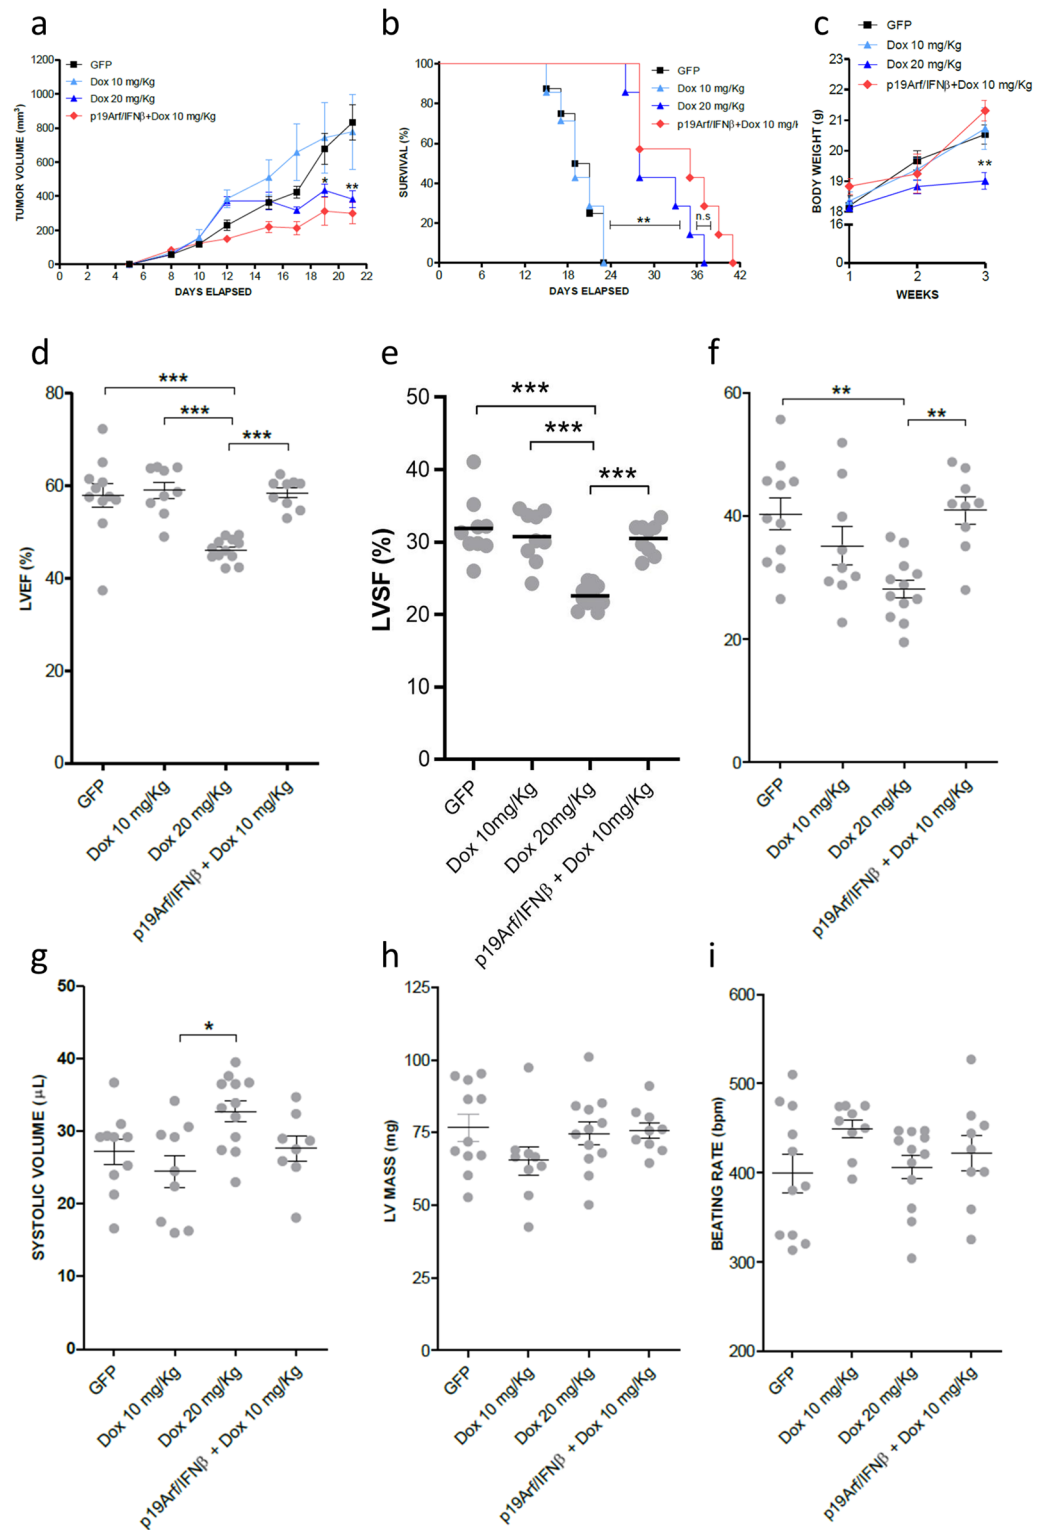 a
1200
1000
800
600
400
200
0
TUMOR VOLUME (mm³)
GFP
Dox 10 mg/Kg
Dox 20 mg/Kg
p19Arf/IFNβ+Dox 10 mg/Kg
*
**
0 2 4 6 8 10 12 14 16 18 20 22
DAYS ELAPSED
b
100
80
60
40
20
0
SURVIVAL (%)
GFP
Dox 10 mg/Kg
Dox 20 mg/Kg
p19Arf/IFNβ+Dox 10 mg/K
**
n.s
0 6 12 18 24 30 36 42
DAYS ELAPSED
c
GFP
Dox 10 mg/Kg
Dox 20 mg/Kg
p19Arf/IFNβ+Dox 10 mg/Kg
23
22
21
20
19
18
16
0
BODY WEIGHT (g)
**
1 2 3
WEEKS
d
80
60
40
20
0
LVEF (%)
***
***
***
GFP
Dox 10 mg/Kg
Dox 20 mg/Kg
p19Arf/IFNβ + Dox 10 mg/Kg
e
50
40
30
20
10
0
LVSF (%)
***
***
***
GFP
Dox 10mg/Kg
Dox 20mg/Kg
p19Arf/IFNβ + Dox 10mg/Kg
f
60
40
20
0
**
**
GFP
Dox 10 mg/Kg
Dox 20 mg/Kg
p19Arf/IFNβ + Dox 10 mg/Kg
g
50
40
30
20
10
0
SYSTOLIC VOLUME (μL)
*
GFP
Dox 10 mg/Kg
Dox 20 mg/Kg
p19Arf/IFNβ + Dox 10 mg/Kg
h
125
100
75
50
25
0
LV MASS (mg)
GFP
Dox 10 mg/Kg
Dox 20 mg/Kg
p19Arf/IFNβ + Dox 10 mg/Kg
i
600
500
400
300
200
BEATING RATE (bpm)
GFP
Dox 10 mg/Kg
Dox 20 mg/Kg
p19Arf/IFNβ + Dox 10 mg/Kg